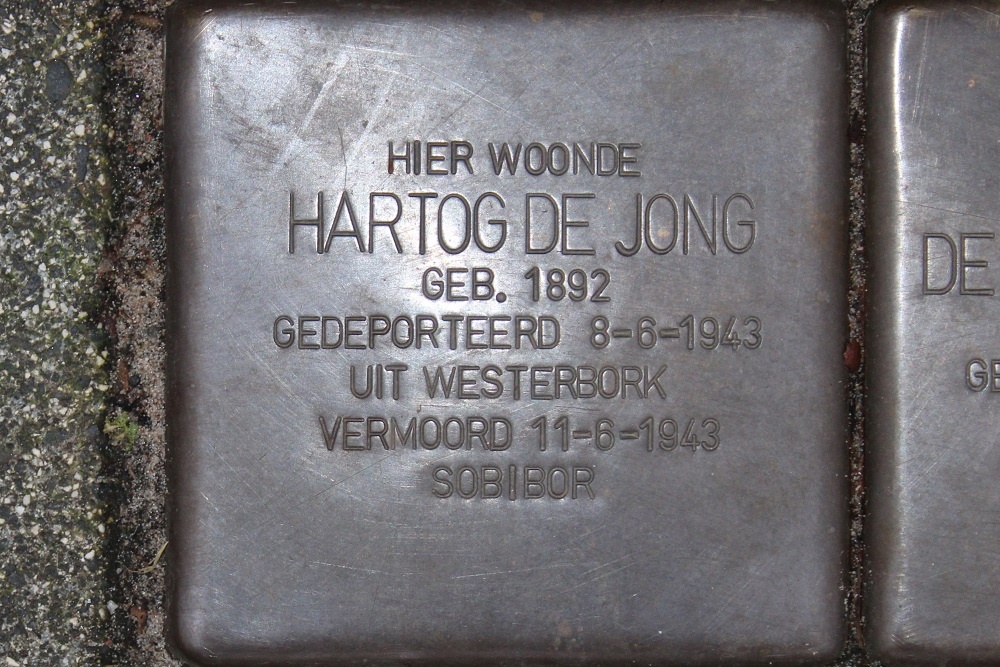 HIER WOONDE
HARTOG DE JONG
GEB. 1892
GEDEPORTEERD 8-6-1943
UIT WESTERBORK
VERMOORD 11-6-1943
SOBIBOR
DE